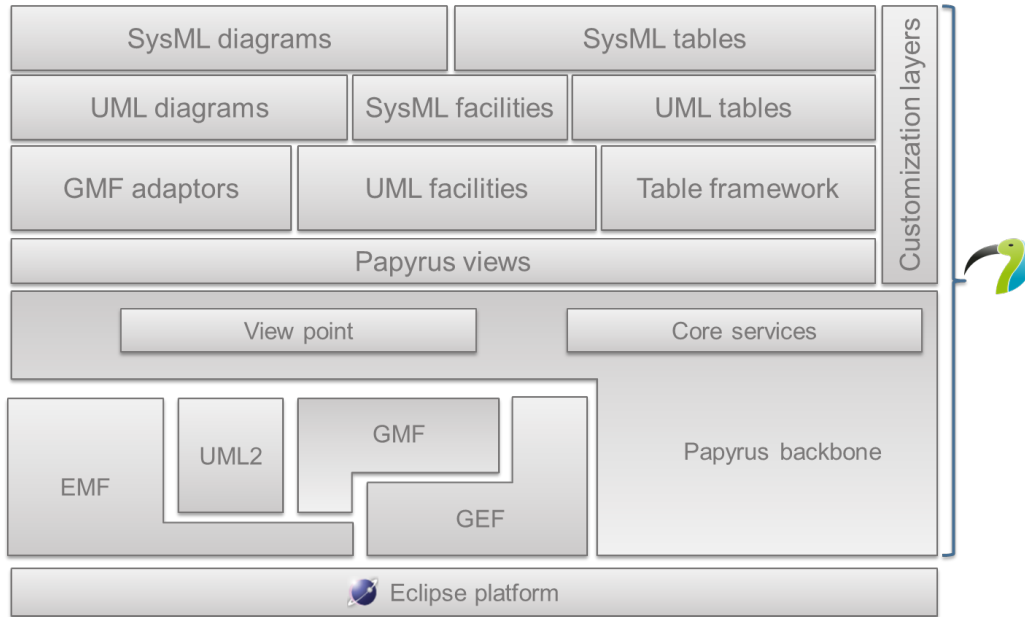 SysML diagrams
SysML tables
Customization layers
UML diagrams
SysML facilities
UML tables
GMF adaptors
UML facilities
Table framework
Papyrus views
View point
Core services
GMF
UML2
Papyrus backbone
EMF
GEF
Eclipse platform